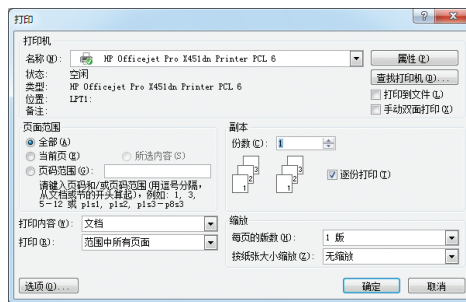 打印
打印机
名称(N): HP Officejet Pro X451dn Printer PCL 6 属性(P)
状态: 空闲 查找打印机(D)...
类型: HP Officejet Pro X451dn Printer PCL 6
位置: LPT1: 打印到文件(L)
备注: 手动双面打印(X)
页面范围
全部(A)
当前页(E) 所选内容(S)
页码范围(G):
请键入页码和/或页码范围(用逗号分隔,
从文档或节的开头算起),例如: 1, 3,
5-12 或 p1s1, p1s2, p1s3-p8s3
副本
份数(C): 1
1 2 3 1 2 3 逐份打印(T)
打印内容(W): 文档
打印(R): 范围中所有页面
缩放
每页的版数(H): 1 版
按纸张大小缩放(Z): 无缩放
选项(O)... 确定 取消